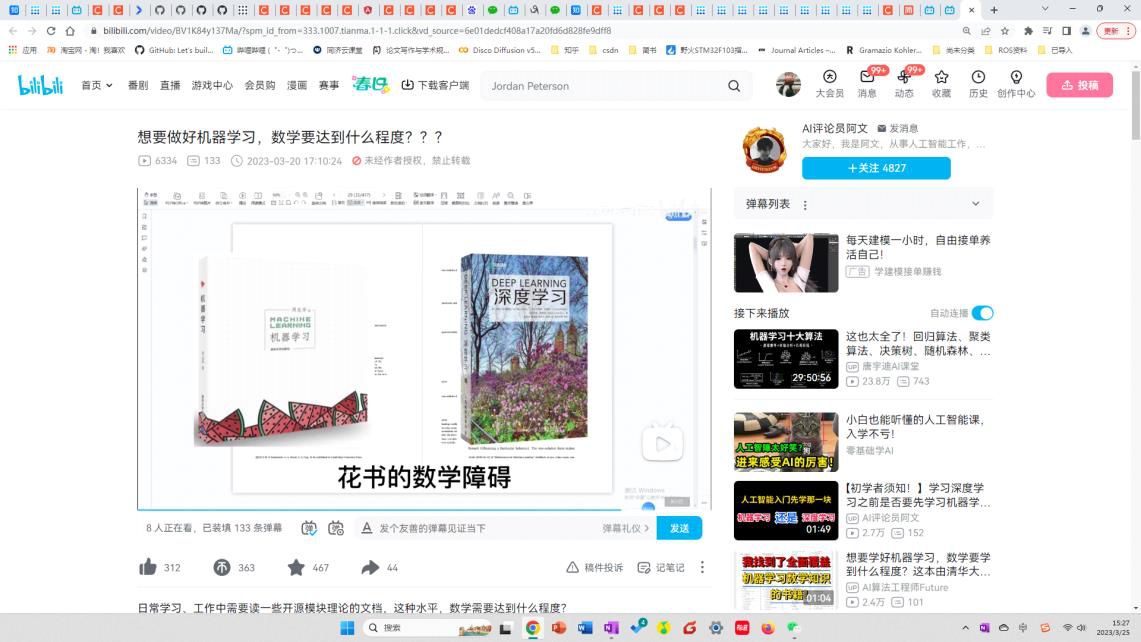 bilibili.com/video/BV1K84y137Ma/?spm_id_from=333.1007.tianma.1-1-1.click&vd_source=6e01dedcf408a17a20fd6d828fe9dff8
更新
应用 淘宝网 - 淘！我喜欢 GitHub: Let's buil... 哔哩哔哩 ( ゜- ゜)つ... 同济云课堂 论文写作与学术规... Disco Diffusion v5... 知乎 csdn 简书 野火STM32F103指... Journal Articles –... Ramazio Kohler... 尚未分类 ROS资料 已导入
bilibili 首页 番剧 直播 游戏中心 会员购 漫画 赛事 下载客户端
Jordan Peterson
大会员 99+ 消息 99+ 动态 收藏 历史 创作中心 投稿
想要做好机器学习，数学要达到什么程度？？？
6334 133 2023-03-20 17:10:24 未经作者授权，禁止转载
机器学习
MACHINE
LEARNING
机器学习
DEEP LEARNING
深度学习
花书的数学障碍
激活 Windows
8 人正在看，已装填 133 条弹幕
发个友善的弹幕见证当下 弹幕礼仪 发送
312 363 467 44 稿件投诉 记笔记
日常学习、工作中需要读一些开源模块理论的文档，这种水平，数学需要达到什么程度？
AI评论员阿文 发消息
大家好，我是阿文，从事人工智能工作，...
+关注 4827
弹幕列表
每天建模一小时，自由接单养
活自己！
广告 学建模接单赚钱
接下来播放 自动连播
机器学习十大算法
29:50:56
这也太全了！回归算法、聚类
算法、决策树、随机森林、...
UP 唐宇迪AI课堂
23.8万 743
人工智能太好笑？
进来感受AI的厉害！
小白也能听懂的人工智能课，
入学不亏！
零基础学AI
人工智能入门先学那一块
机器学习 还是 深度学习
01:49
【初学者须知！】学习深度学
习之前是否要先学习机器学...
UP AI评论员阿文
2.7万 152
我找到了全面覆盖
机器学习数学知识
的书籍
01:04
想要学好机器学习，数学要学
到什么程度？这本由清华大...
UP AI算法工程师Future
2.4万 101
搜索
15:27
2023/3/25